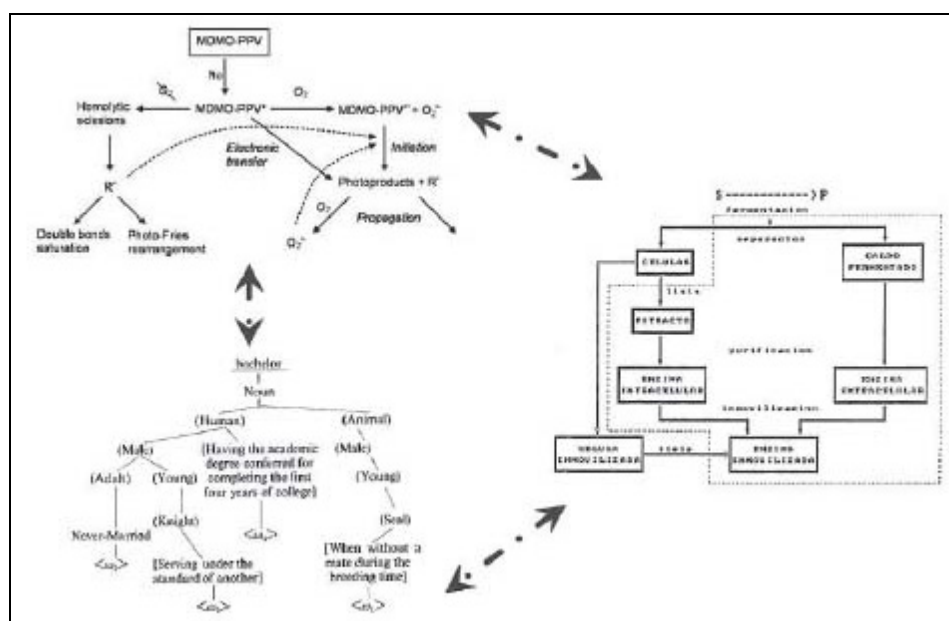 MDMO-PPV
O₂
O₂
Homolytic
scissions
MDMO-PPV*
MDMO-PPV⁺⁻ + O₂⁻
Electronic
transfer
Initiation
R•
Photoproducts + R•
O₂
Propagation
Double bonds
saturation
Photo-Fries
rearrangement
O₂⁻
S ----------> P
fermentacion
separacion
CELULAS
CALDO
FERMENTADO
lisis
EXTRACTO
purificacion
ENZIMA
INTRACELULAR
ENZIMA
EXTRACELULAR
inmovilizacion
CELULA
INMOVILIZADA
lisis
ENZIMA
INMOVILIZADA
bachelor
Noun
(Human)
(Animal)
(Male)
[Having the academic
degree conferred for
completing the first
four years of college]
(Male)
(Adult)
(Young)
(Young)
(Knight)
(Seal)
Never-Married
[Serving under the
standard of another]
[When without a
mate during the
breeding time]